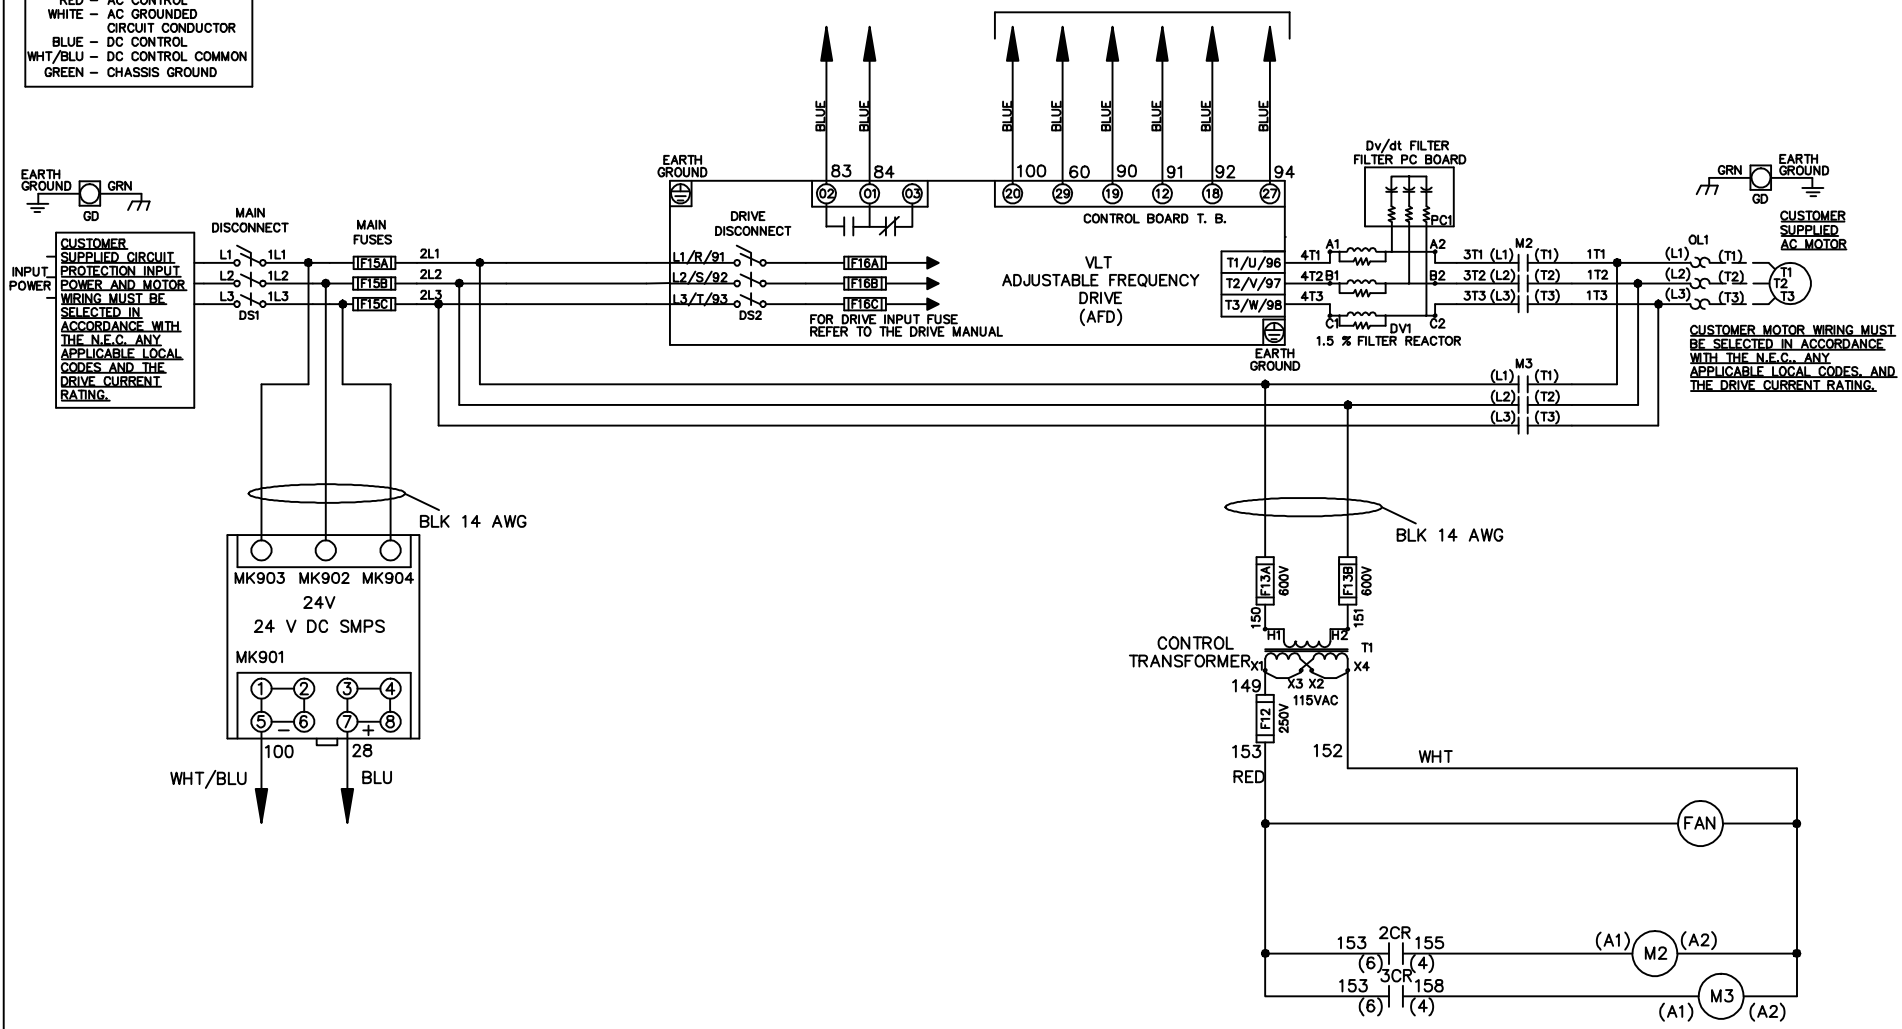 RED – AC CONTROL
WHITE – AC GROUNDED
CIRCUIT CONDUCTOR
BLUE – DC CONTROL
WHT/BLU – DC CONTROL COMMON
GREEN – CHASSIS GROUND
BLUE
BLUE
BLUE
BLUE
BLUE
BLUE
BLUE
BLUE
EARTH
GROUND
GRN
GD
CUSTOMER
SUPPLIED CIRCUIT
PROTECTION INPUT
POWER AND MOTOR
WIRING MUST BE
SELECTED IN
ACCORDANCE WITH
THE N.E.C. ANY
APPLICABLE LOCAL
CODES AND THE
DRIVE CURRENT
RATING.
INPUT
POWER
MAIN
DISCONNECT
L1 1L1
L2 1L2
L3 1L3
DS1
MAIN
FUSES
F15A
F15B
F15C
2L1
2L2
2L3
EARTH
GROUND
83 84
02 01 03
DRIVE
DISCONNECT
L1/R/91
L2/S/92
L3/T/93
DS2
F16A
F16B
F16C
FOR DRIVE INPUT FUSE
REFER TO THE DRIVE MANUAL
100 60 90 91 92 94
20 29 19 12 18 27
CONTROL BOARD T. B.
VLT
ADJUSTABLE FREQUENCY
DRIVE
(AFD)
T1/U/96
T2/V/97
T3/W/98
EARTH
GROUND
4T1
4T2
4T3
A1 A2
B1 B2
C1 C2
DV1
1.5 % FILTER REACTOR
Dv/dt FILTER
FILTER PC BOARD
PC1
M2
3T1 (L1) (T1) 1T1
3T2 (L2) (T2) 1T2
3T3 (L3) (T3) 1T3
OL1
(L1) (T1)
(L2) (T2)
(L3) (T3)
T1
T2
T3
GRN
EARTH
GROUND
GD
CUSTOMER
SUPPLIED
AC MOTOR
CUSTOMER MOTOR WIRING MUST
BE SELECTED IN ACCORDANCE
WITH THE N.E.C., ANY
APPLICABLE LOCAL CODES, AND
THE DRIVE CURRENT RATING.
M3
(L1) (T1)
(L2) (T2)
(L3) (T3)
BLK 14 AWG
MK903 MK902 MK904
24V
24 V DC SMPS
MK901
1 2 3 4
5 6 7 8
– +
100 28
WHT/BLU BLU
BLK 14 AWG
F13A
600V
F13B
600V
150
151
H1 H2
CONTROL
TRANSFORMER
T1
X1 X4
X3 X2
115VAC
149
F12
250V
153
152
RED
WHT
FAN
2CR
153 155
(6) (4)
(A1) M2 (A2)
3CR
153 158
(6) (4)
(A1) M3 (A2)